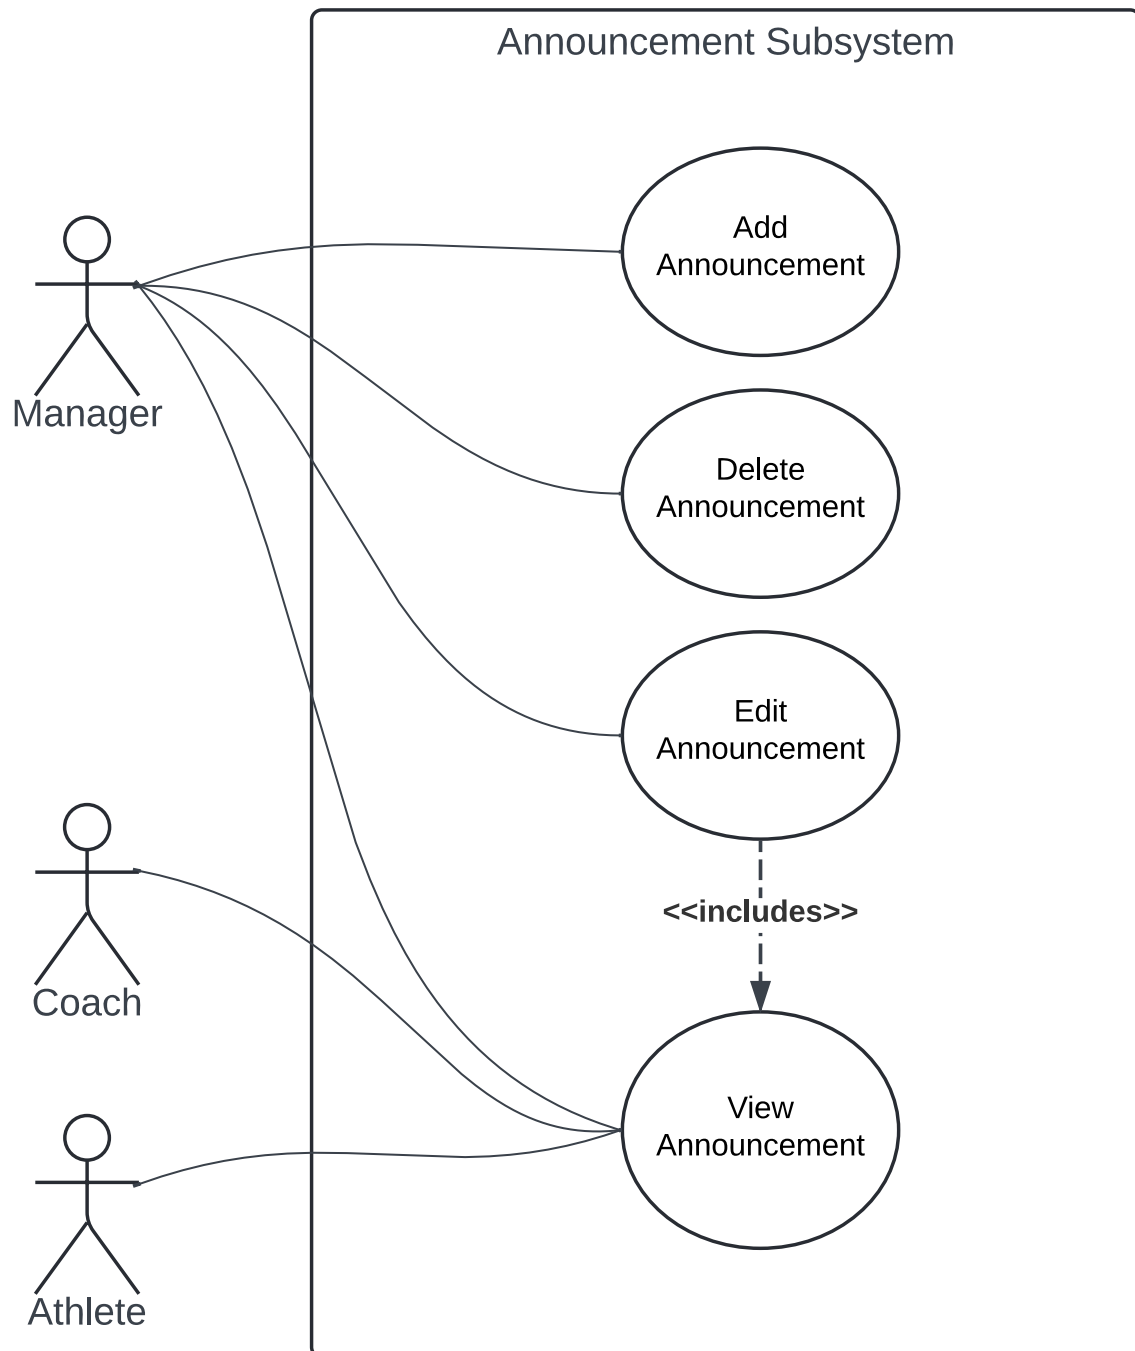 Announcement Subsystem
Add
Announcement
Manager
Delete
Announcement
Edit
Announcement
<<includes>>
Coach
View
Announcement
Athlete